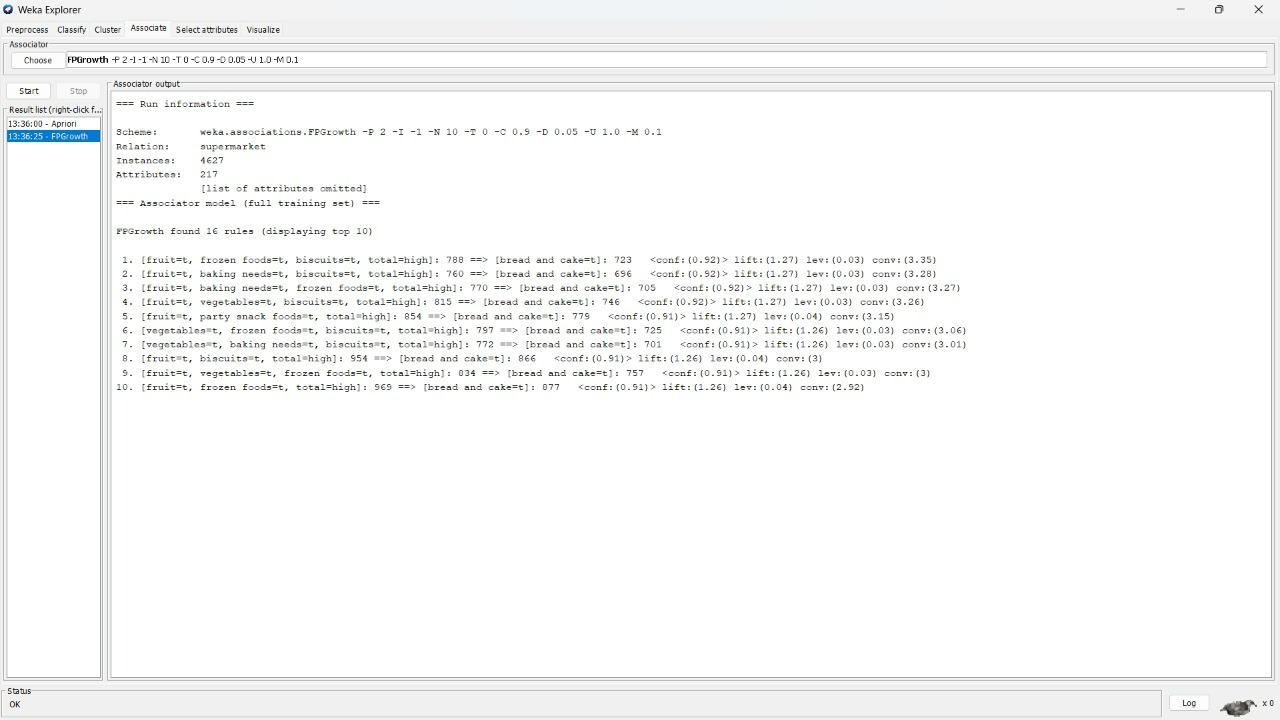 Weka Explorer
Preprocess Classify Cluster Associate Select attributes Visualize
Associator
Choose FPGrowth -P 2 -I -1 -N 10 -T 0 -C 0.9 -D 0.05 -U 1.0 -M 0.1
Start Stop
Result list (right-click f...
13:36:00 - Apriori
13:36:25 - FPGrowth
Associator output
=== Run information ===
Scheme: weka.associations.FPGrowth -P 2 -I -1 -N 10 -T 0 -C 0.9 -D 0.05 -U 1.0 -M 0.1
Relation: supermarket
Instances: 4627
Attributes: 217
[list of attributes omitted]
=== Associator model (full training set) ===
FPGrowth found 16 rules (displaying top 10)
1. [fruit=t, frozen foods=t, biscuits=t, total=high]: 788 ==> [bread and cake=t]: 723 <conf:(0.92)> lift:(1.27) lev:(0.03) conv:(3.35)
2. [fruit=t, baking needs=t, biscuits=t, total=high]: 760 ==> [bread and cake=t]: 696 <conf:(0.92)> lift:(1.27) lev:(0.03) conv:(3.28)
3. [fruit=t, baking needs=t, frozen foods=t, total=high]: 770 ==> [bread and cake=t]: 705 <conf:(0.92)> lift:(1.27) lev:(0.03) conv:(3.27)
4. [fruit=t, vegetables=t, biscuits=t, total=high]: 815 ==> [bread and cake=t]: 746 <conf:(0.92)> lift:(1.27) lev:(0.03) conv:(3.26)
5. [fruit=t, party snack foods=t, total=high]: 854 ==> [bread and cake=t]: 779 <conf:(0.91)> lift:(1.27) lev:(0.04) conv:(3.15)
6. [vegetables=t, frozen foods=t, biscuits=t, total=high]: 797 ==> [bread and cake=t]: 725 <conf:(0.91)> lift:(1.26) lev:(0.03) conv:(3.06)
7. [vegetables=t, baking needs=t, biscuits=t, total=high]: 772 ==> [bread and cake=t]: 701 <conf:(0.91)> lift:(1.26) lev:(0.03) conv:(3.01)
8. [fruit=t, biscuits=t, total=high]: 954 ==> [bread and cake=t]: 866 <conf:(0.91)> lift:(1.26) lev:(0.04) conv:(3)
9. [fruit=t, vegetables=t, frozen foods=t, total=high]: 834 ==> [bread and cake=t]: 757 <conf:(0.91)> lift:(1.26) lev:(0.03) conv:(3)
10. [fruit=t, frozen foods=t, total=high]: 969 ==> [bread and cake=t]: 877 <conf:(0.91)> lift:(1.26) lev:(0.04) conv:(2.92)
Status
OK
Log
x 0